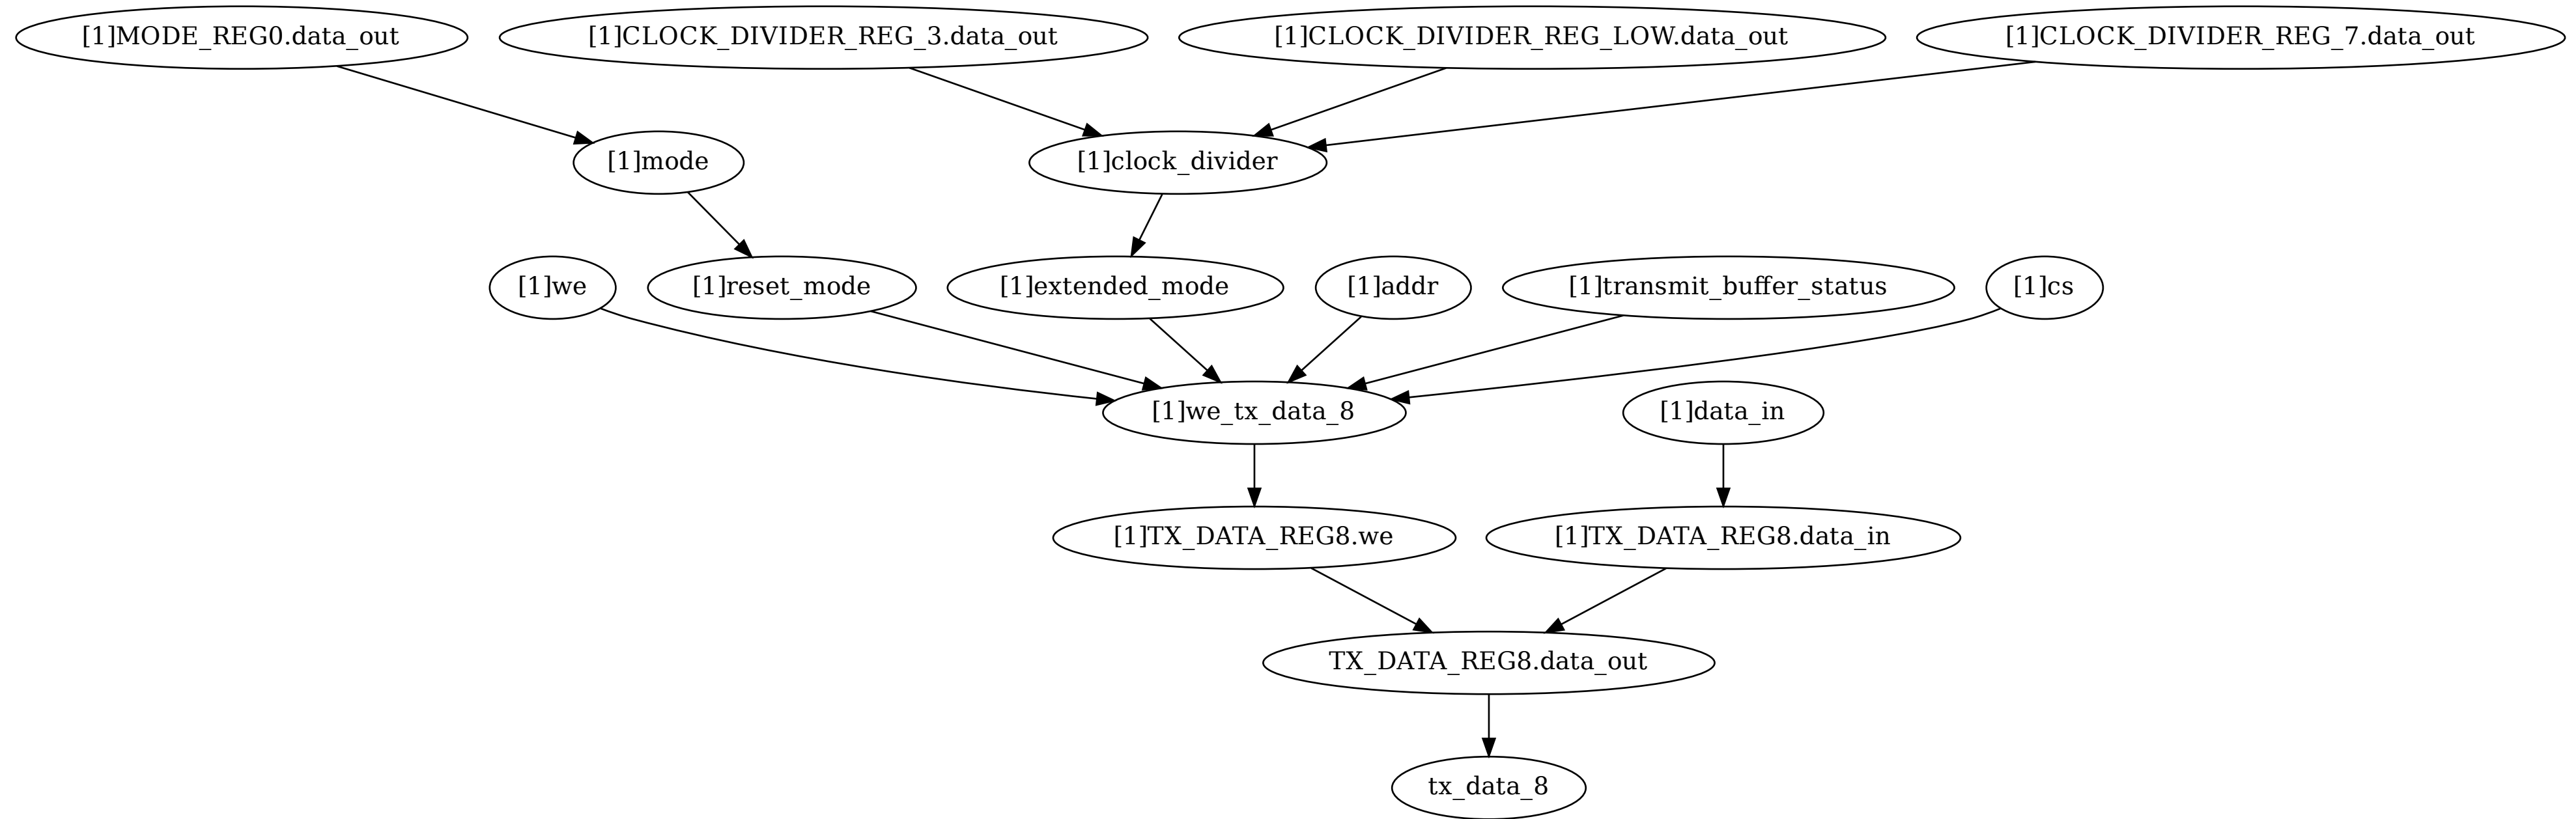 [1]MODE_REG0.data_out
[1]CLOCK_DIVIDER_REG_3.data_out
[1]CLOCK_DIVIDER_REG_LOW.data_out
[1]CLOCK_DIVIDER_REG_7.data_out
[1]mode
[1]clock_divider
[1]we
[1]reset_mode
[1]extended_mode
[1]addr
[1]transmit_buffer_status
[1]cs
[1]we_tx_data_8
[1]data_in
[1]TX_DATA_REG8.we
[1]TX_DATA_REG8.data_in
TX_DATA_REG8.data_out
tx_data_8